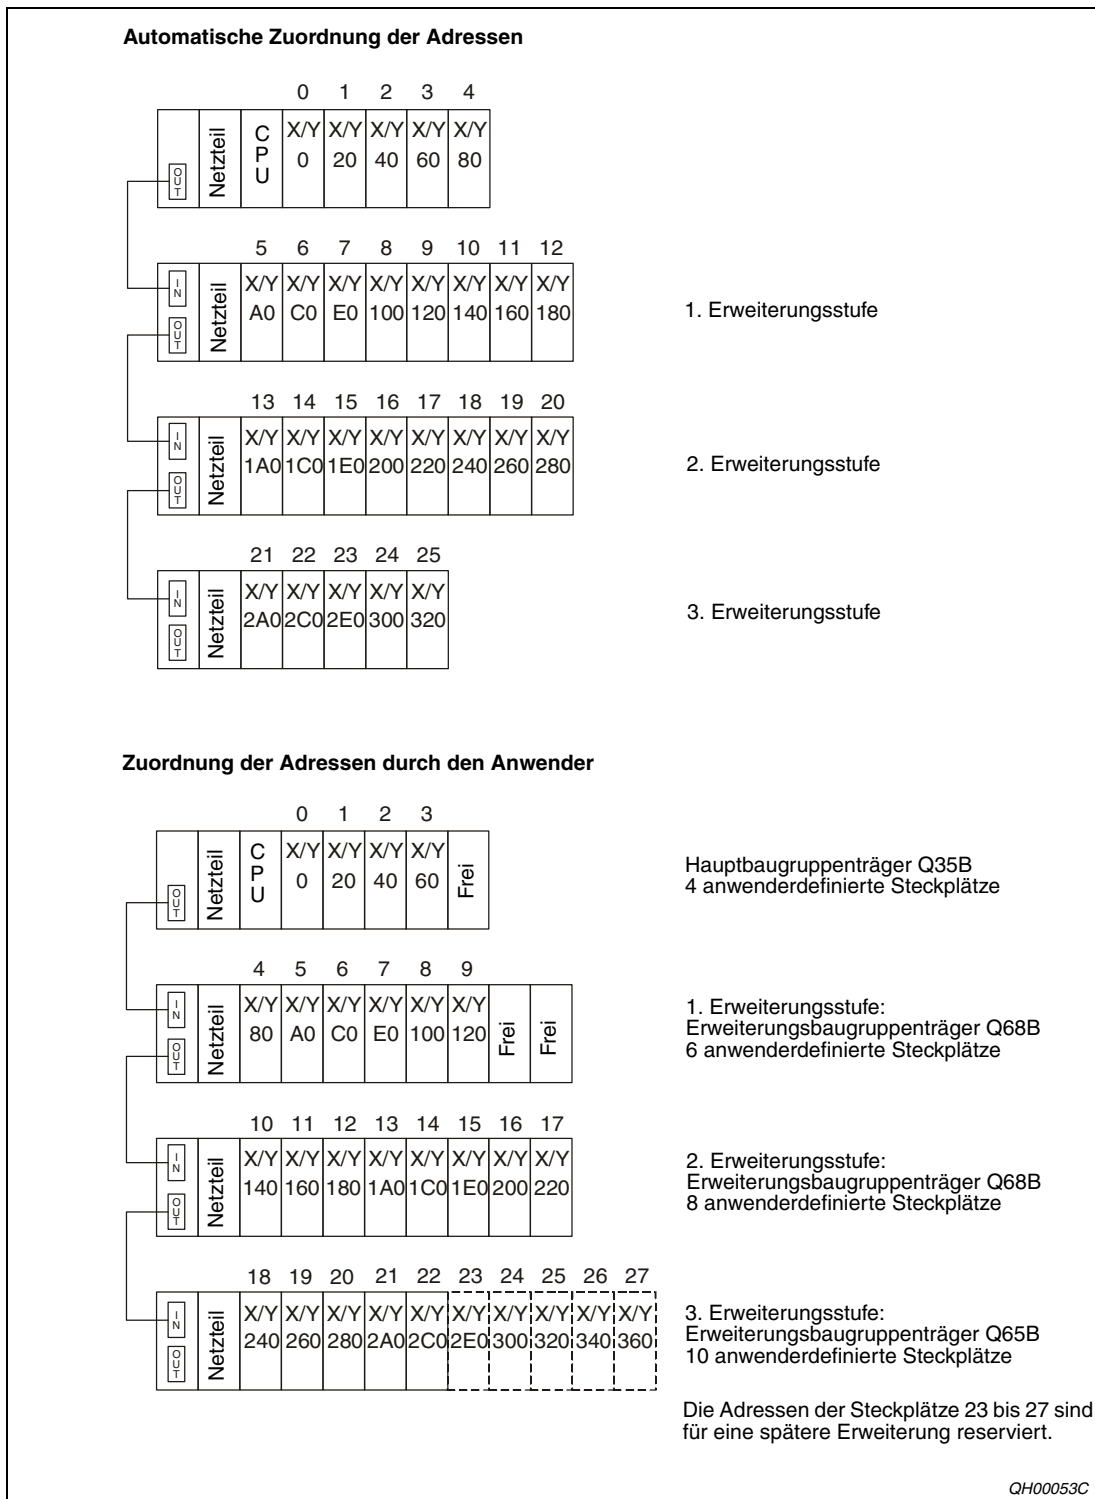 Automatische Zuordnung der Adressen
0 1 2 3 4
OUT Netzteil CPU X/Y X/Y X/Y X/Y X/Y
0 20 40 60 80
5 6 7 8 9 10 11 12
IN OUT Netzteil X/Y X/Y X/Y X/Y X/Y X/Y X/Y X/Y
A0 C0 E0 100 120 140 160 180
1. Erweiterungsstufe
13 14 15 16 17 18 19 20
IN OUT Netzteil X/Y X/Y X/Y X/Y X/Y X/Y X/Y X/Y
1A0 1C0 1E0 200 220 240 260 280
2. Erweiterungsstufe
21 22 23 24 25
IN OUT Netzteil X/Y X/Y X/Y X/Y X/Y
2A0 2C0 2E0 300 320
3. Erweiterungsstufe
Zuordnung der Adressen durch den Anwender
0 1 2 3
OUT Netzteil CPU X/Y X/Y X/Y X/Y Frei
0 20 40 60
Hauptbaugruppenträger Q35B
4 anwenderdefinierte Steckplätze
4 5 6 7 8 9
IN OUT Netzteil X/Y X/Y X/Y X/Y X/Y X/Y Frei Frei
80 A0 C0 E0 100 120
1. Erweiterungsstufe:
Erweiterungsbaugruppenträger Q68B
6 anwenderdefinierte Steckplätze
10 11 12 13 14 15 16 17
IN OUT Netzteil X/Y X/Y X/Y X/Y X/Y X/Y X/Y X/Y
140 160 180 1A0 1C0 1E0 200 220
2. Erweiterungsstufe:
Erweiterungsbaugruppenträger Q68B
8 anwenderdefinierte Steckplätze
18 19 20 21 22 23 24 25 26 27
IN OUT Netzteil X/Y X/Y X/Y X/Y X/Y X/Y X/Y X/Y X/Y X/Y
240 260 280 2A0 2C0 2E0 300 320 340 360
3. Erweiterungsstufe:
Erweiterungsbaugruppenträger Q65B
10 anwenderdefinierte Steckplätze
Die Adressen der Steckplätze 23 bis 27 sind
für eine spätere Erweiterung reserviert.
QH00053C